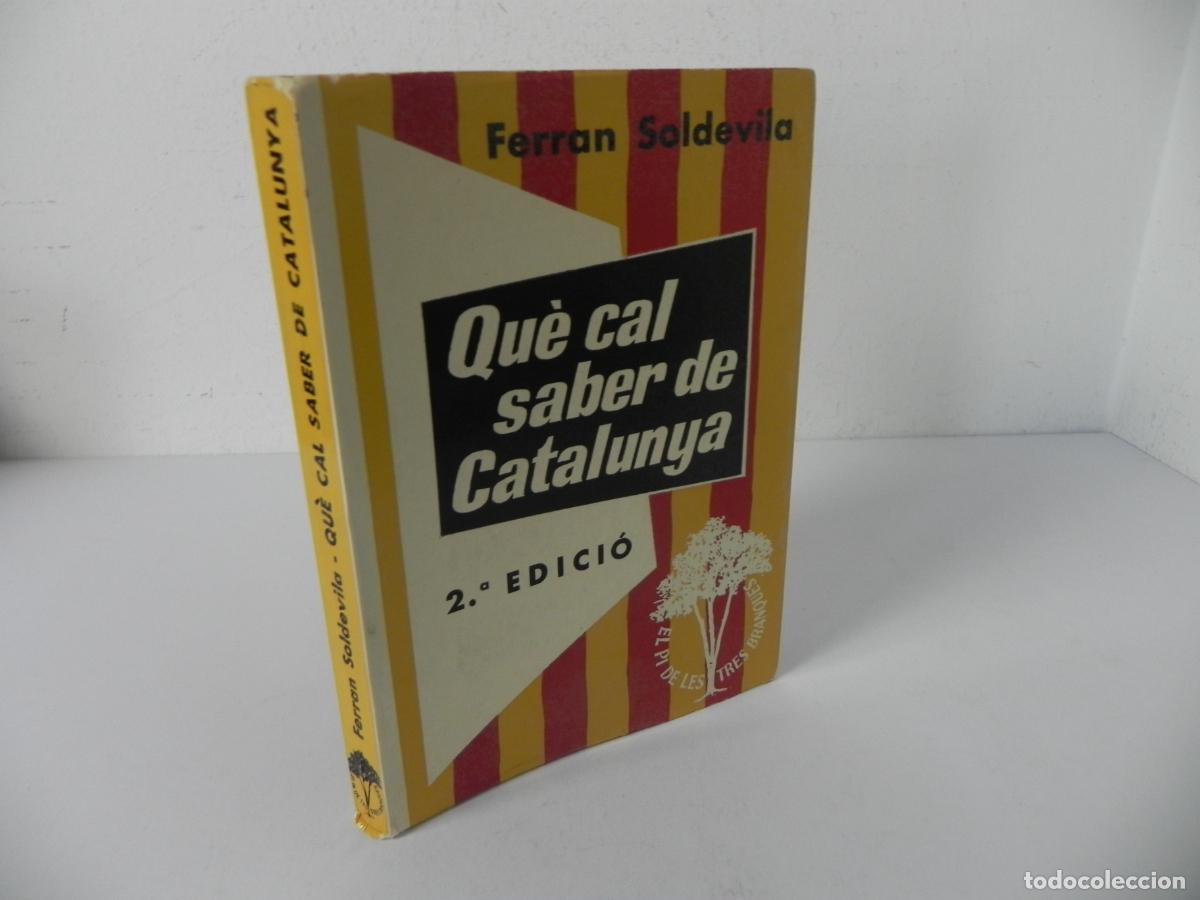 Ferran Soldevila
Què cal
saber de
Catalunya
2.ª EDICIÓ
EL PI DE LES TRES BRANQUES
Ferran Soldevila - QUÈ CAL SABER DE CATALUNYA
todocoleccion